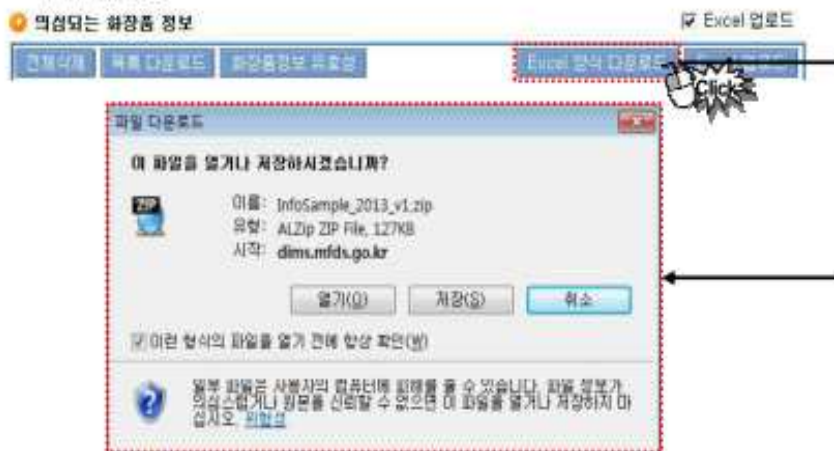 의심되는 화장품 정보
Excel 업로드
전체삭제 목록 다운로드 화장품정보 유효성 Excel 양식 다운로드
Click
파일 다운로드
이 파일을 열거나 저장하시겠습니까?
이름: InfoSample_2013_v1.zip
유형: ALZip ZIP File, 127KB
시작: dims.mfds.go.kr
열기(O) 저장(S) 취소
이런 형식의 파일을 열기 전에 항상 확인(W)
일부 파일은 사용자의 컴퓨터에 피해를 줄 수 있습니다. 파일 정보가
의심스럽거나 원본을 신뢰할 수 없으면 이 파일을 열거나 저장하지 마
십시오. 위험성